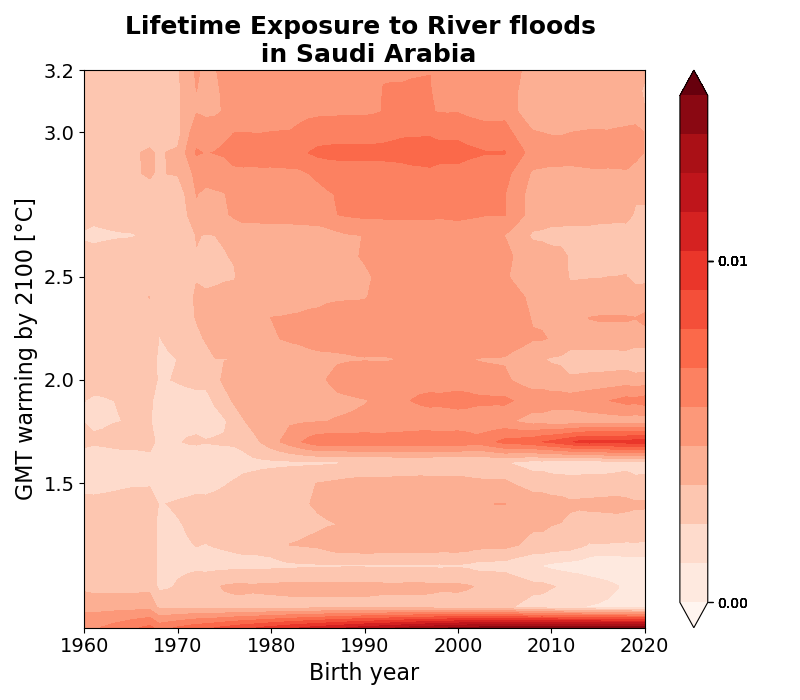 Lifetime Exposure to River floods
in Saudi Arabia
GMT warming by 2100 [°C]
3.2
3.0
2.5
2.0
1.5
1960 1970 1980 1990 2000 2010 2020
Birth year
0.01
0.00